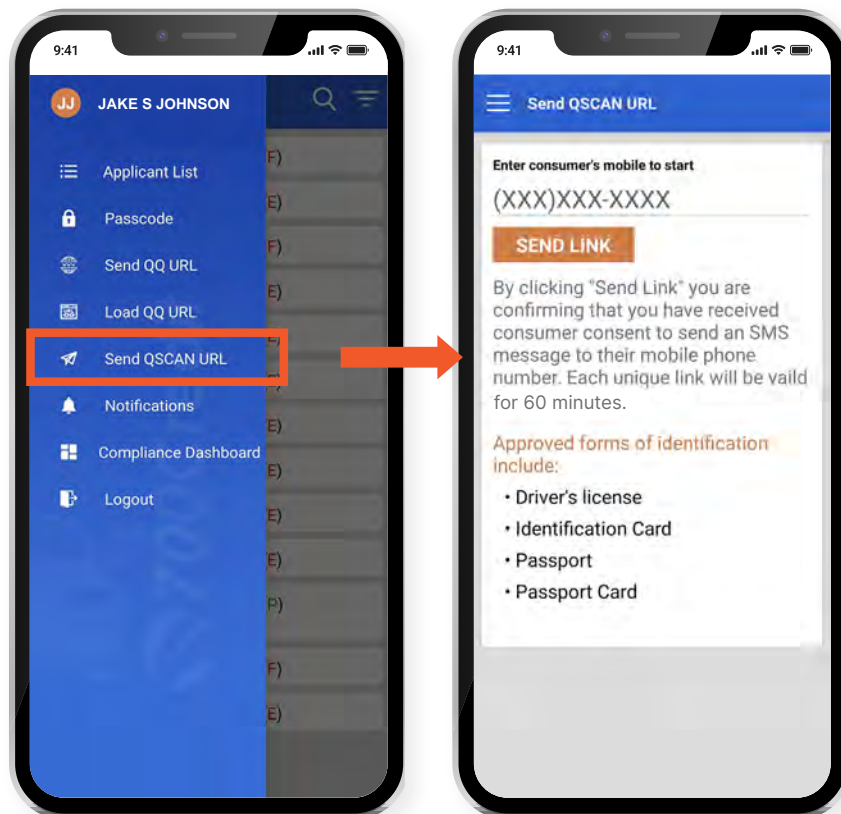 9:41
JJ
JAKE S JOHNSON
Applicant List
Passcode
Send QQ URL
Load QQ URL
Send QSCAN URL
Notifications
Compliance Dashboard
Logout
F)
E)
F)
E)
E)
E)
E)
E)
E)
P)
F)
E)
9:41
Send QSCAN URL
Enter consumer's mobile to start
(XXX)XXX-XXXX
SEND LINK
By clicking "Send Link" you are
confirming that you have received
consumer consent to send an SMS
message to their mobile phone
number. Each unique link will be vaild
for 60 minutes.
Approved forms of identification
include:
• Driver's license
• Identification Card
• Passport
• Passport Card